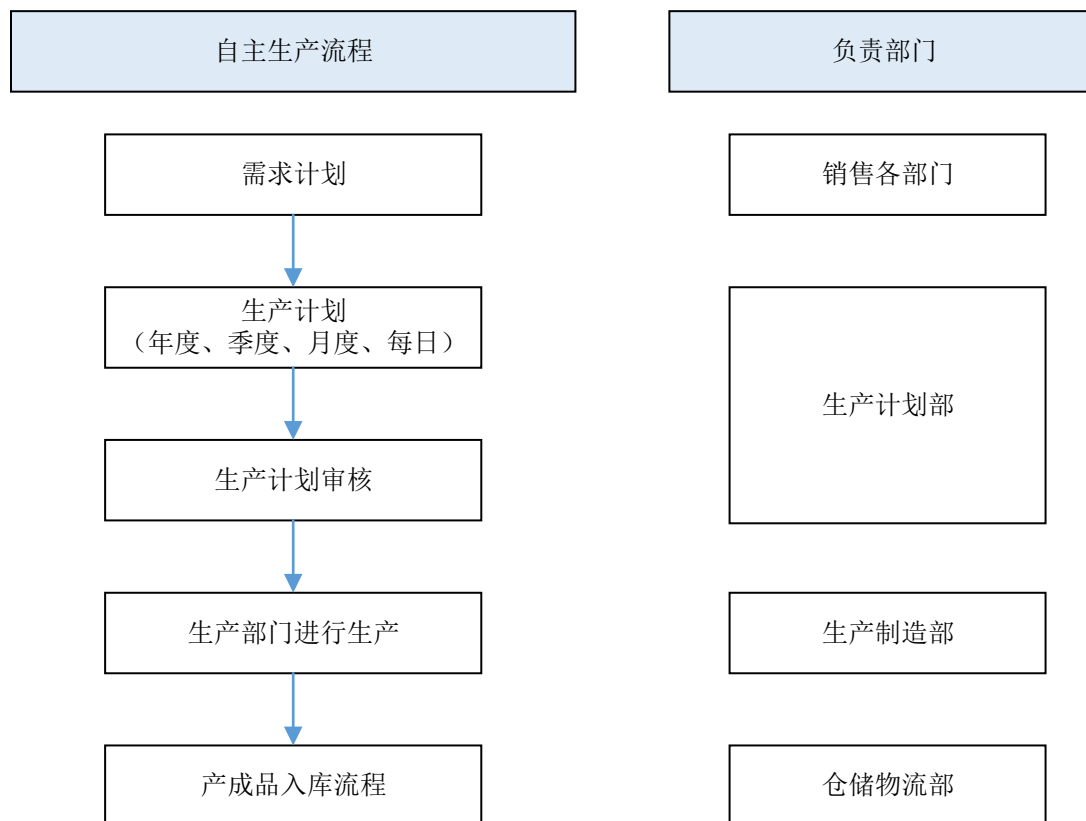 自主生产流程
负责部门
需求计划
销售各部门
生产计划
（年度、季度、月度、每日）
生产计划部
生产计划审核
生产部门进行生产
生产制造部
产成品入库流程
仓储物流部